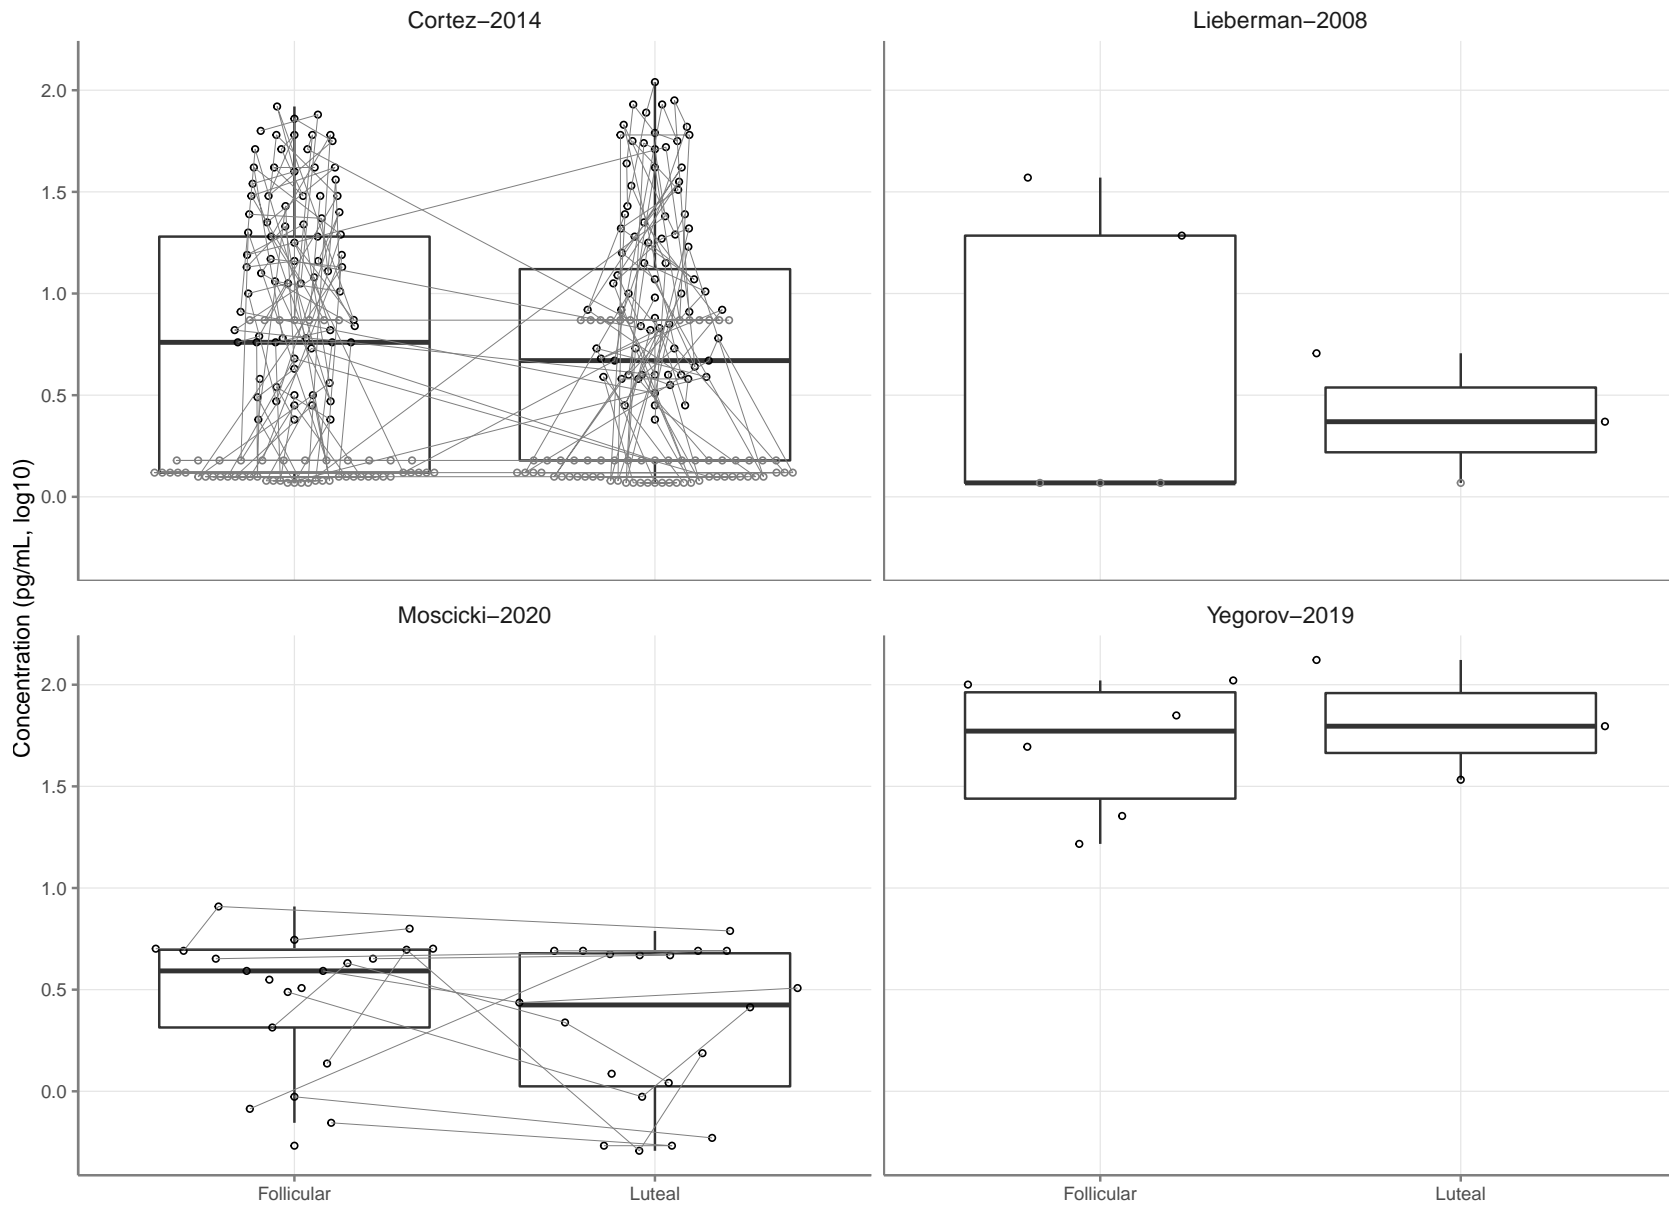 Cortez−2014
Lieberman−2008
2.0
1.5
1.0
0.5
0.0
Concentration (pg/mL, log10)
Moscicki−2020
Yegorov−2019
2.0
1.5
1.0
0.5
0.0
Follicular
Luteal
Follicular
Luteal